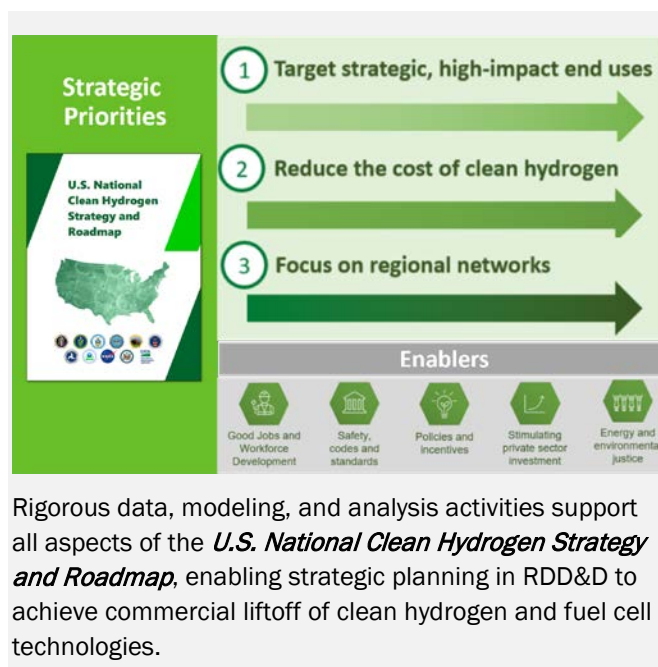 Strategic
Priorities
U.S. National
Clean Hydrogen
Strategy and
Roadmap
1 Target strategic, high-impact end uses
2 Reduce the cost of clean hydrogen
3 Focus on regional networks
Enablers
Good Jobs and
Workforce
Development
Safety,
codes and
standards
Policies and
incentives
Stimulating
private sector
investment
Energy and
environmenta
justice
Rigorous data, modeling, and analysis activities support
all aspects of the U.S. National Clean Hydrogen Strategy
and Roadmap, enabling strategic planning in RDD&D to
achieve commercial liftoff of clean hydrogen and fuel cell
technologies.